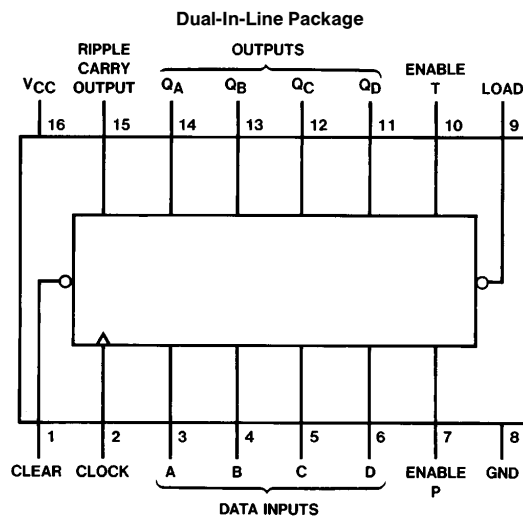 Dual-In-Line Package
RIPPLE
CARRY
OUTPUT
OUTPUTS
ENABLE
T
VCC
QA QB QC QD
LOAD
16 15 14 13 12 11 10 9
1 2 3 4 5 6 7 8
CLEAR CLOCK A B C D ENABLE
P
GND
DATA INPUTS